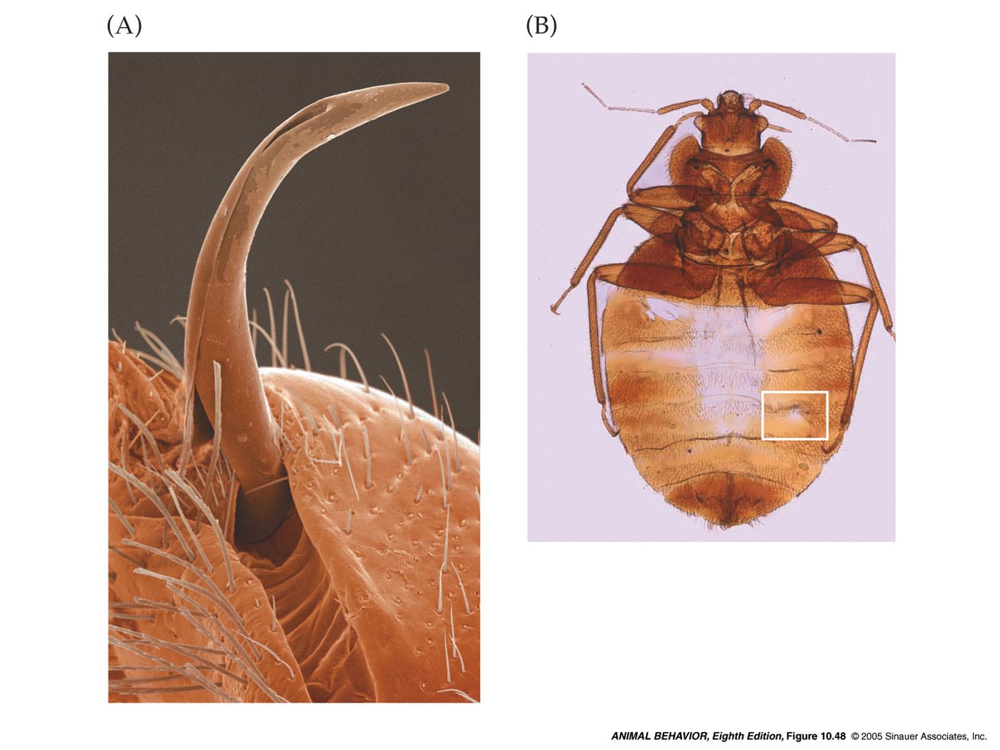 (A)
(B)
ANIMAL BEHAVIOR, Eighth Edition, Figure 10.48 © 2005 Sinauer Associates, Inc.